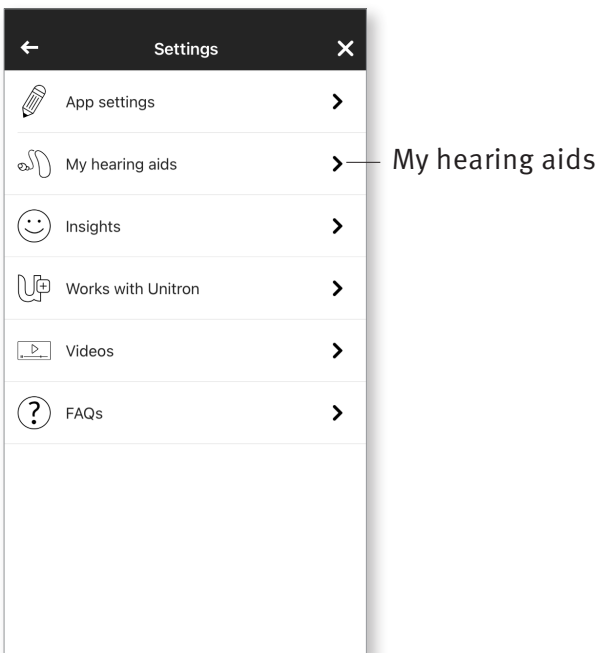 Settings
App settings
My hearing aids
My hearing aids
Insights
Works with Unitron
Videos
FAQs